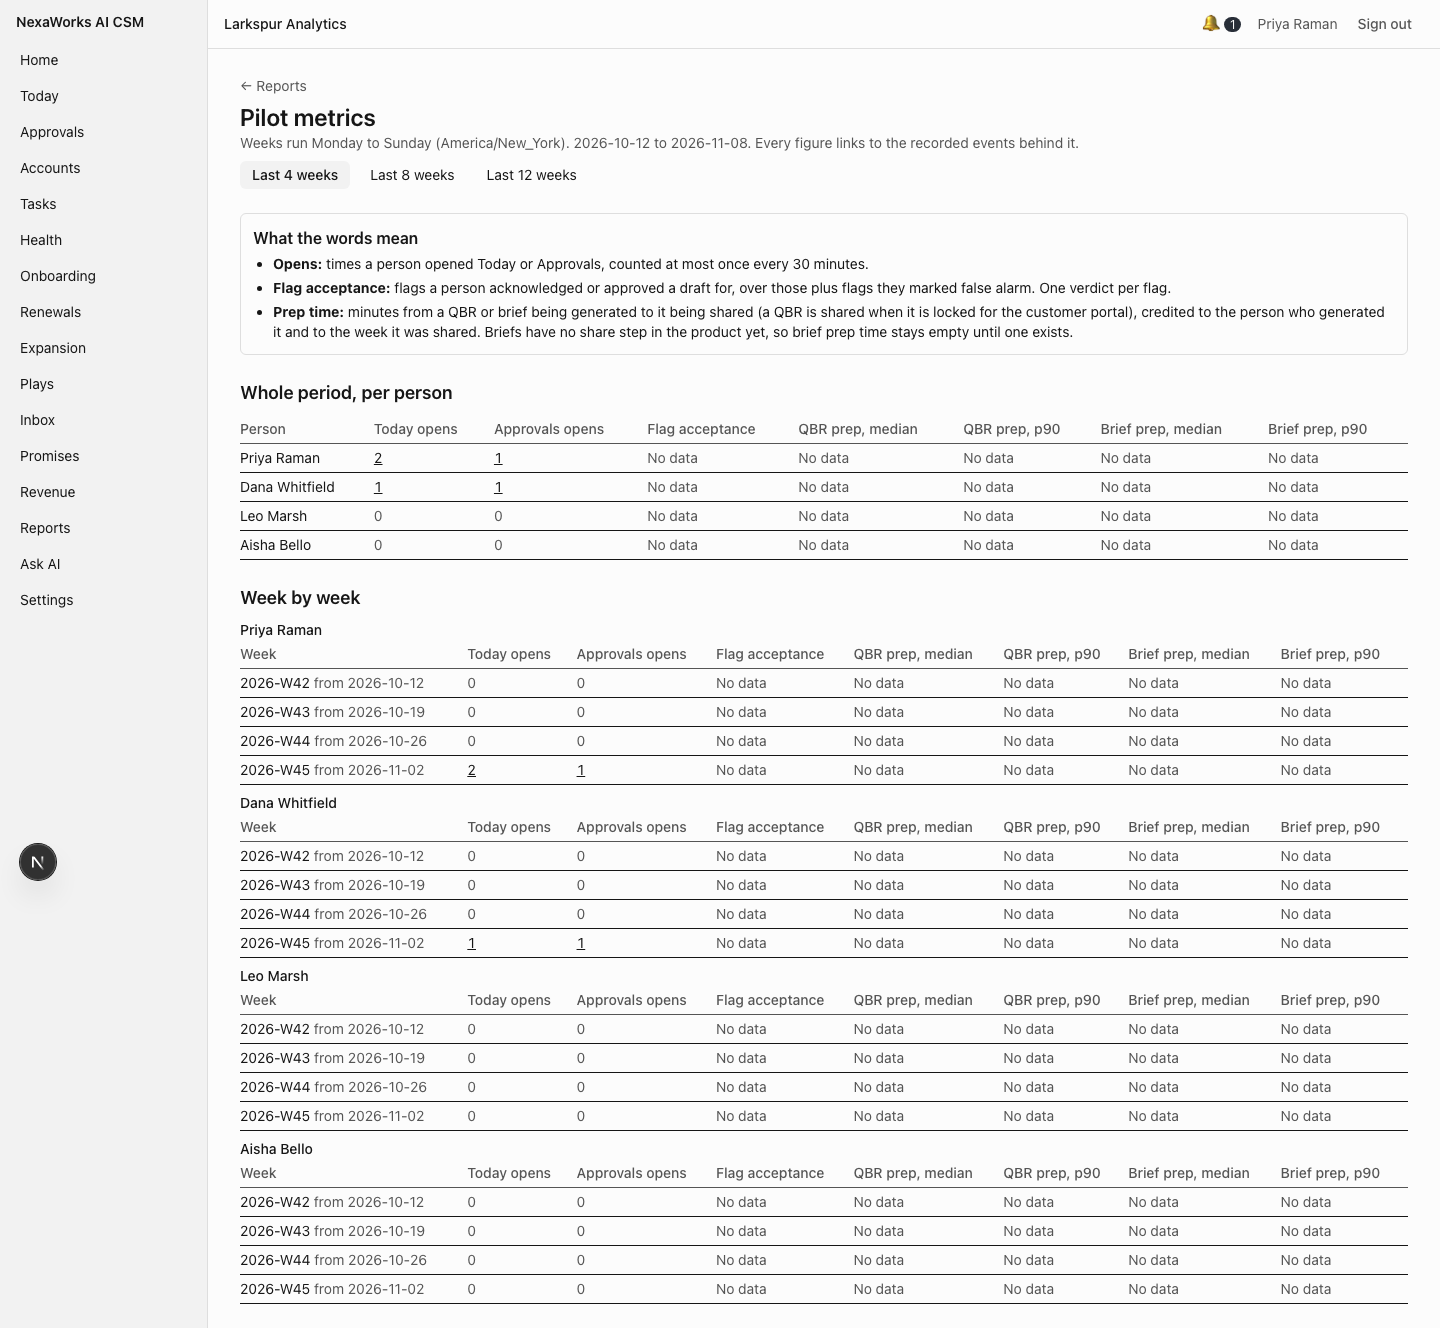 NexaWorks AI CSM
Home
Today
Approvals
Accounts
Tasks
Health
Onboarding
Renewals
Expansion
Plays
Inbox
Promises
Revenue
Reports
Ask AI
Settings
N
Larkspur Analytics
1 Priya Raman Sign out
← Reports
Pilot metrics
Weeks run Monday to Sunday (America/New_York). 2026-10-12 to 2026-11-08. Every figure links to the recorded events behind it.
Last 4 weeks Last 8 weeks Last 12 weeks
What the words mean
• Opens: times a person opened Today or Approvals, counted at most once every 30 minutes.
• Flag acceptance: flags a person acknowledged or approved a draft for, over those plus flags they marked false alarm. One verdict per flag.
• Prep time: minutes from a QBR or brief being generated to it being shared (a QBR is shared when it is locked for the customer portal), credited to the person who generated
it and to the week it was shared. Briefs have no share step in the product yet, so brief prep time stays empty until one exists.
Whole period, per person
Person Today opens Approvals opens Flag acceptance QBR prep, median QBR prep, p90 Brief prep, median Brief prep, p90
Priya Raman 2 1 No data No data No data No data No data
Dana Whitfield 1 1 No data No data No data No data No data
Leo Marsh 0 0 No data No data No data No data No data
Aisha Bello 0 0 No data No data No data No data No data
Week by week
Priya Raman
Week Today opens Approvals opens Flag acceptance QBR prep, median QBR prep, p90 Brief prep, median Brief prep, p90
2026-W42 from 2026-10-12 0 0 No data No data No data No data No data
2026-W43 from 2026-10-19 0 0 No data No data No data No data No data
2026-W44 from 2026-10-26 0 0 No data No data No data No data No data
2026-W45 from 2026-11-02 2 1 No data No data No data No data No data
Dana Whitfield
Week Today opens Approvals opens Flag acceptance QBR prep, median QBR prep, p90 Brief prep, median Brief prep, p90
2026-W42 from 2026-10-12 0 0 No data No data No data No data No data
2026-W43 from 2026-10-19 0 0 No data No data No data No data No data
2026-W44 from 2026-10-26 0 0 No data No data No data No data No data
2026-W45 from 2026-11-02 1 1 No data No data No data No data No data
Leo Marsh
Week Today opens Approvals opens Flag acceptance QBR prep, median QBR prep, p90 Brief prep, median Brief prep, p90
2026-W42 from 2026-10-12 0 0 No data No data No data No data No data
2026-W43 from 2026-10-19 0 0 No data No data No data No data No data
2026-W44 from 2026-10-26 0 0 No data No data No data No data No data
2026-W45 from 2026-11-02 0 0 No data No data No data No data No data
Aisha Bello
Week Today opens Approvals opens Flag acceptance QBR prep, median QBR prep, p90 Brief prep, median Brief prep, p90
2026-W42 from 2026-10-12 0 0 No data No data No data No data No data
2026-W43 from 2026-10-19 0 0 No data No data No data No data No data
2026-W44 from 2026-10-26 0 0 No data No data No data No data No data
2026-W45 from 2026-11-02 0 0 No data No data No data No data No data